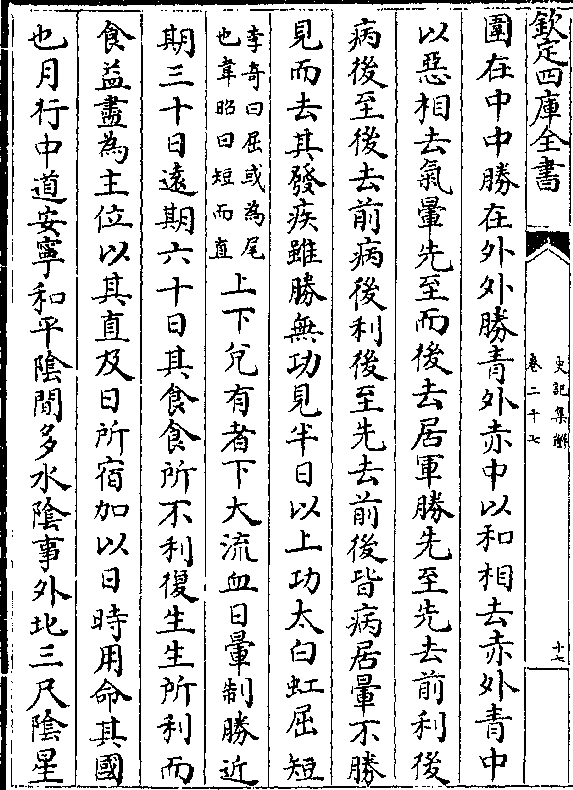 欽定四庫全書
史記集解
卷二十七
十七
圍在中中勝在外外勝青外赤中以和相去赤外青中
以惡相去氣暈先至而後去居軍勝先至先去前利後
病後至後去前病後利後至先去前後皆病居暈不勝
見而去其發疾雖勝無功見半日以上功太白虹屈短
李奇曰屈或為尾
也韋昭曰短而直
上下兌有者下大流血日暈制勝近
期三十日遠期六十日其食食所不利復生生所利而
食益盡為主位以其直及日所宿加以日時用命其國
也月行中道安寧和平陰間多水陰事外北三尺陰星